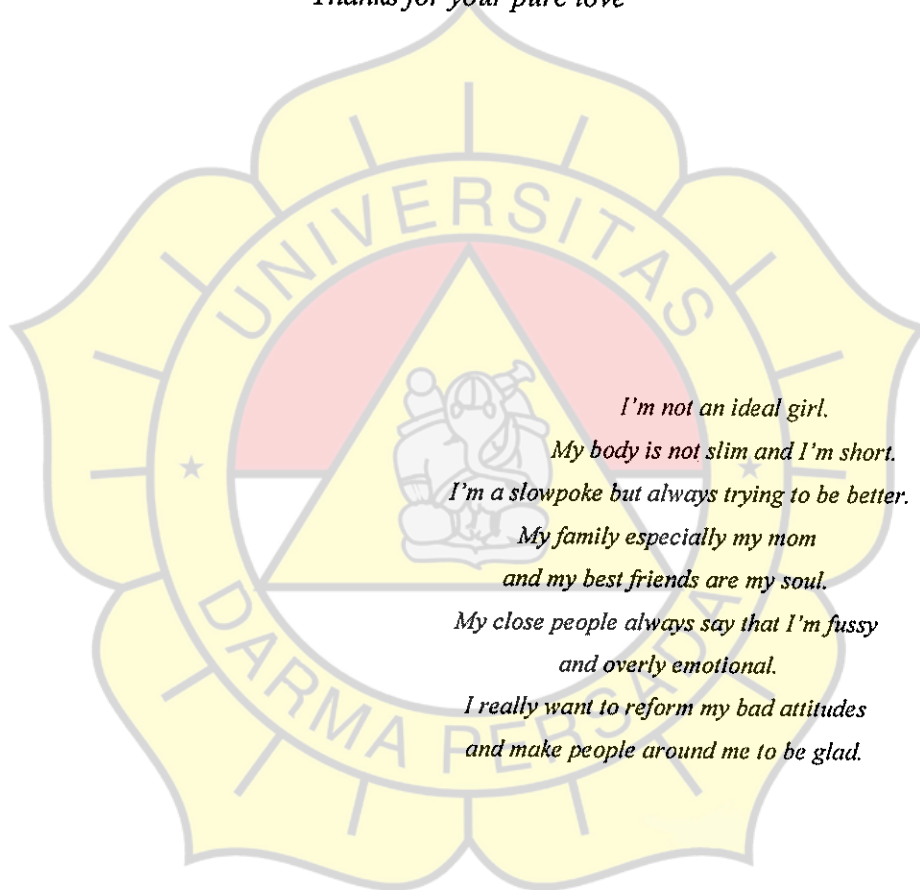 Thanks for your pure love
UNIVERSITAS
I'm not an ideal girl.
My body is not slim and I'm short.
I'm a slowpoke but always trying to be better.
My family especially my mom
and my best friends are my soul.
My close people always say that I'm fussy
and overly emotional.
I really want to reform my bad attitudes
and make people around me to be glad.
DARMA PERSADA